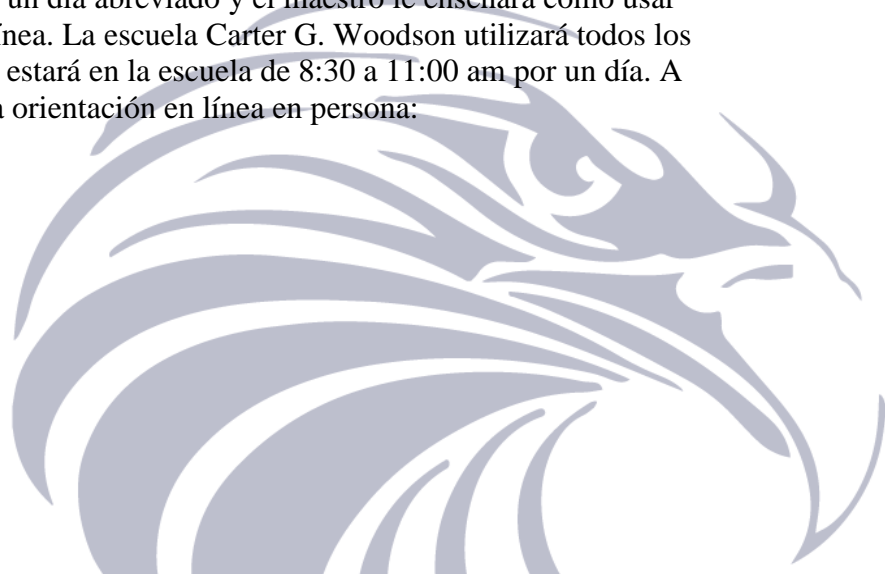 un día abreviado y el maestro le enseñará cómo usar
ínea. La escuela Carter G. Woodson utilizará todos los
estará en la escuela de 8:30 a 11:00 am por un día. A
a orientación en línea en persona: